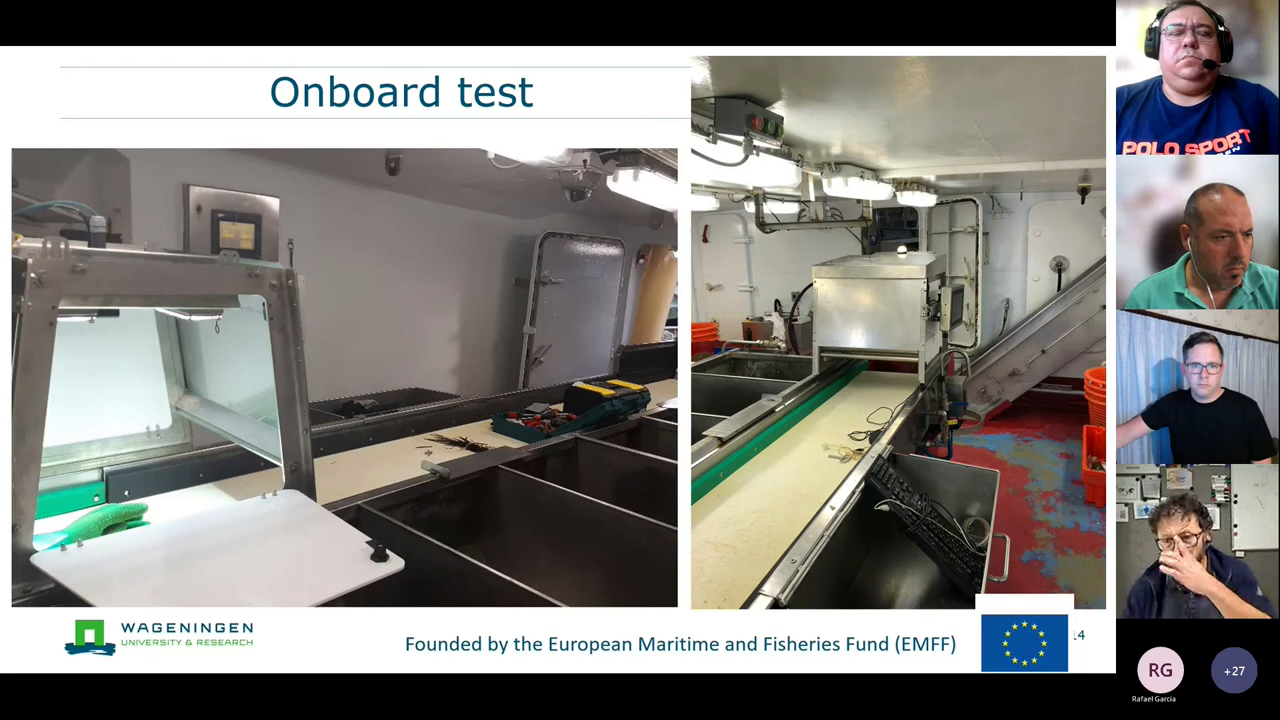 Onboard test
WAGENINGEN
UNIVERSITY & RESEARCH
Founded by the European Maritime and Fisheries Fund (EMFF)
14
POLO SPORT
RG
+27
Rafael Garcia